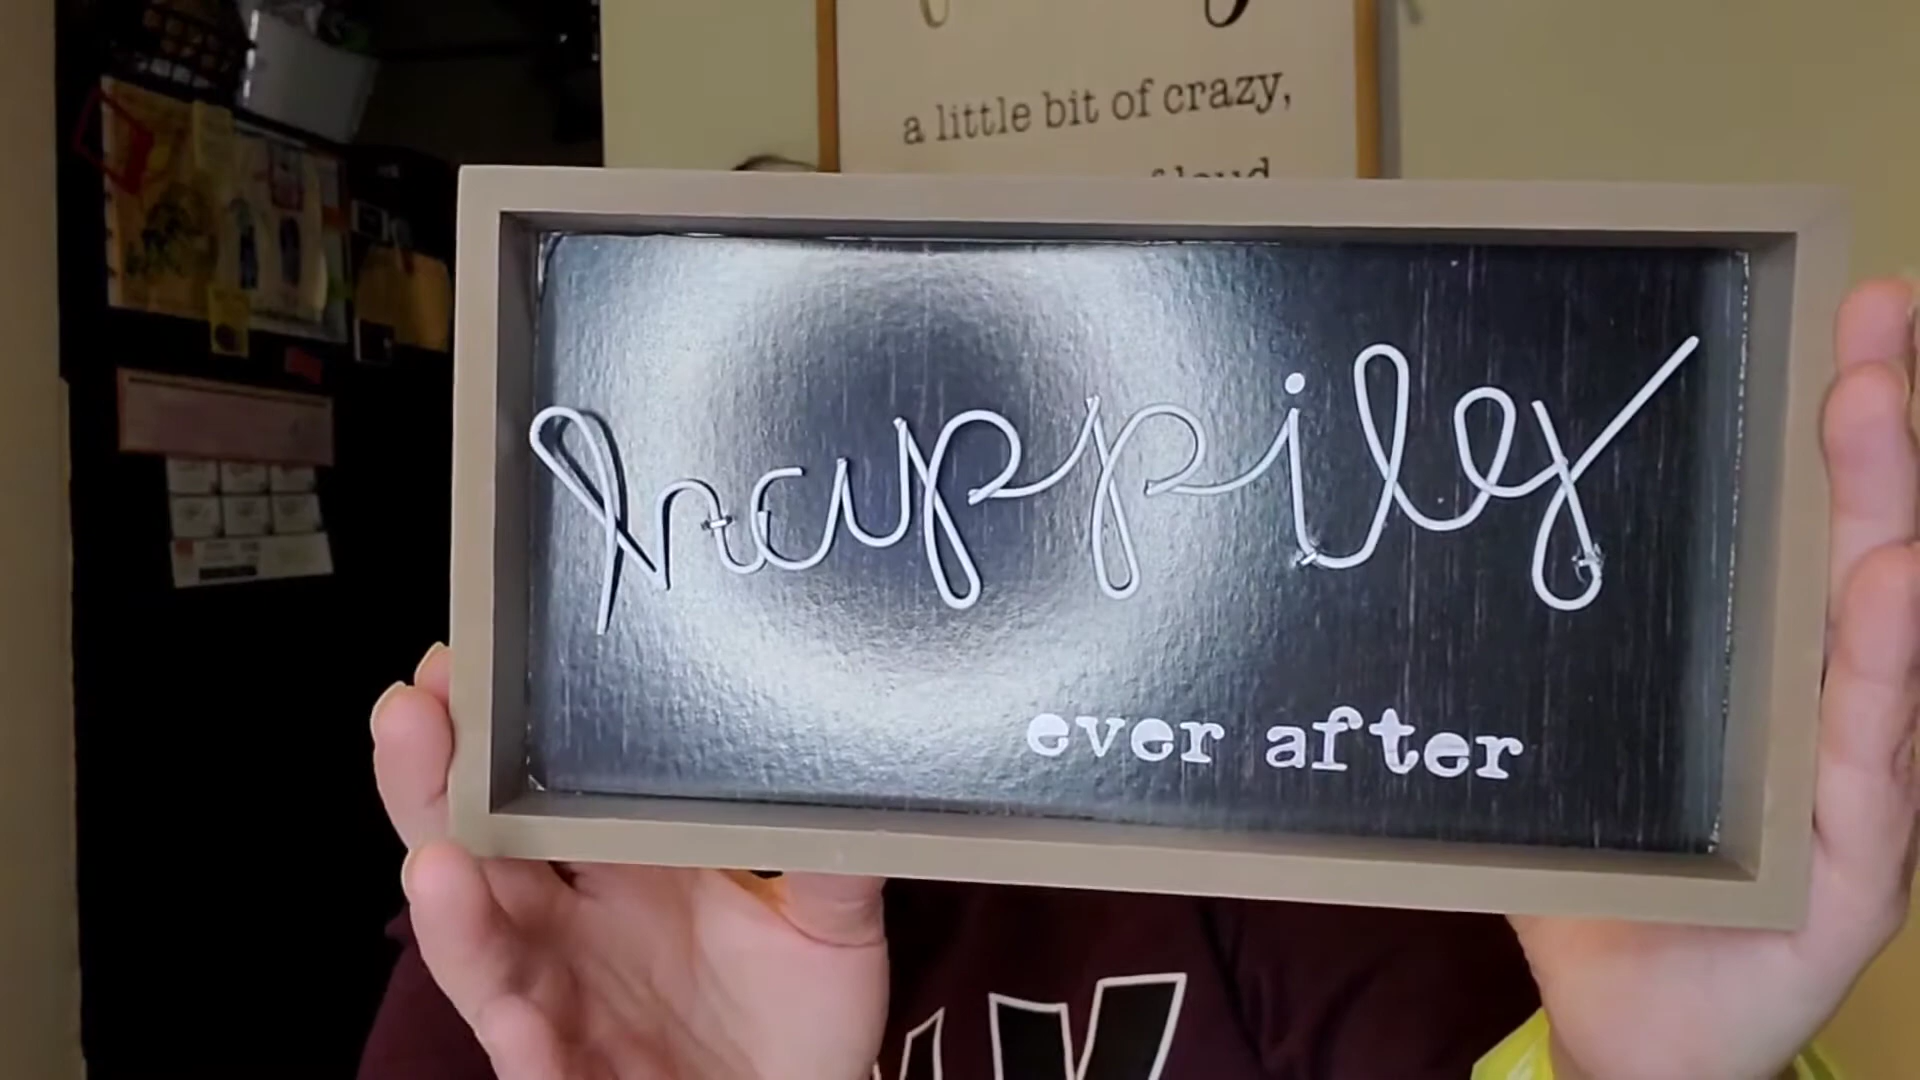 a little bit of crazy,
happily
ever after